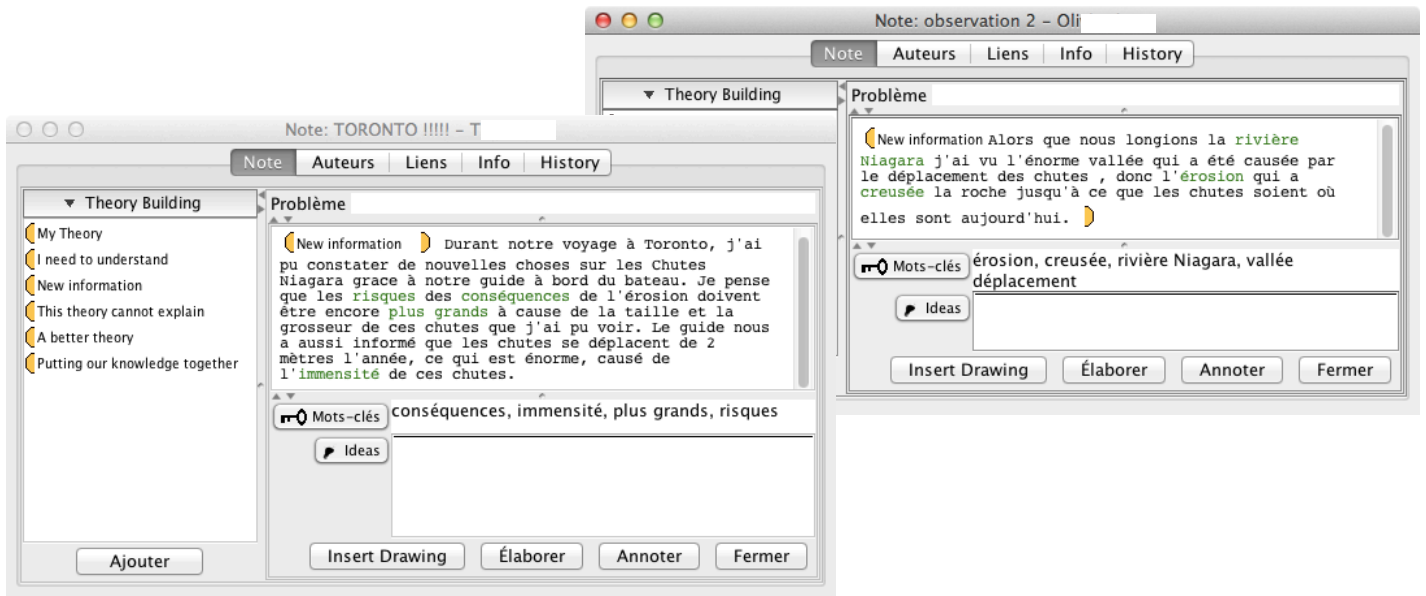 Note: observation 2 – Oli
Note Auteurs Liens Info History
Theory Building
Problème
New information Alors que nous longions la rivière
Niagara j'ai vu l'énorme vallée qui a été causée par
le déplacement des chutes , donc l'érosion qui a
creusée la roche jusqu'à ce que les chutes soient où
elles sont aujourd'hui.
Mots-clés
érosion, creusée, rivière Niagara, vallée
déplacement
Ideas
Insert Drawing Élaborer Annoter Fermer
Note: TORONTO !!!!! – T
Note Auteurs Liens Info History
Theory Building
My Theory
I need to understand
New information
This theory cannot explain
A better theory
Putting our knowledge together
Ajouter
Problème
New information Durant notre voyage à Toronto, j'ai
pu constater de nouvelles choses sur les Chutes
Niagara grace à notre guide à bord du bateau. Je pense
que les risques des conséquences de l'érosion doivent
être encore plus grands à cause de la taille et la
grosseur de ces chutes que j'ai pu voir. Le guide nous
a aussi informé que les chutes se déplacent de 2
mètres l'année, ce qui est énorme, causé de
l'immensité de ces chutes.
Mots-clés
conséquences, immensité, plus grands, risques
Ideas
Insert Drawing Élaborer Annoter Fermer